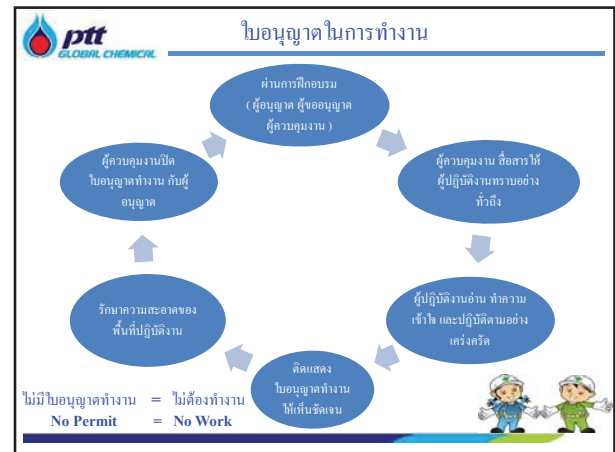 ptt
GLOBAL CHEMICAL
ใบอนุญาตในการทำงาน
ผ่านการฝึกอบรม
( ผู้อนุญาต ผู้ขออนุญาต
ผู้ควบคุมงาน )
ผู้ควบคุมงาน สื่อสารให้
ผู้ปฏิบัติงานทราบอย่าง
ทั่วถึง
ผู้ปฏิบัติงานอ่าน ทำความ
เข้าใจ และปฏิบัติตามอย่าง
เคร่งครัด
ติดแสดง
ใบอนุญาตทำงาน
ให้เห็นชัดเจน
รักษาความสะอาดของ
พื้นที่ปฏิบัติงาน
ผู้ควบคุมงานปิด
ใบอนุญาตทำงาน กับผู้
อนุญาต
ไม่มีใบอนุญาตทำงาน = ไม่ต้องทำงาน
No Permit = No Work